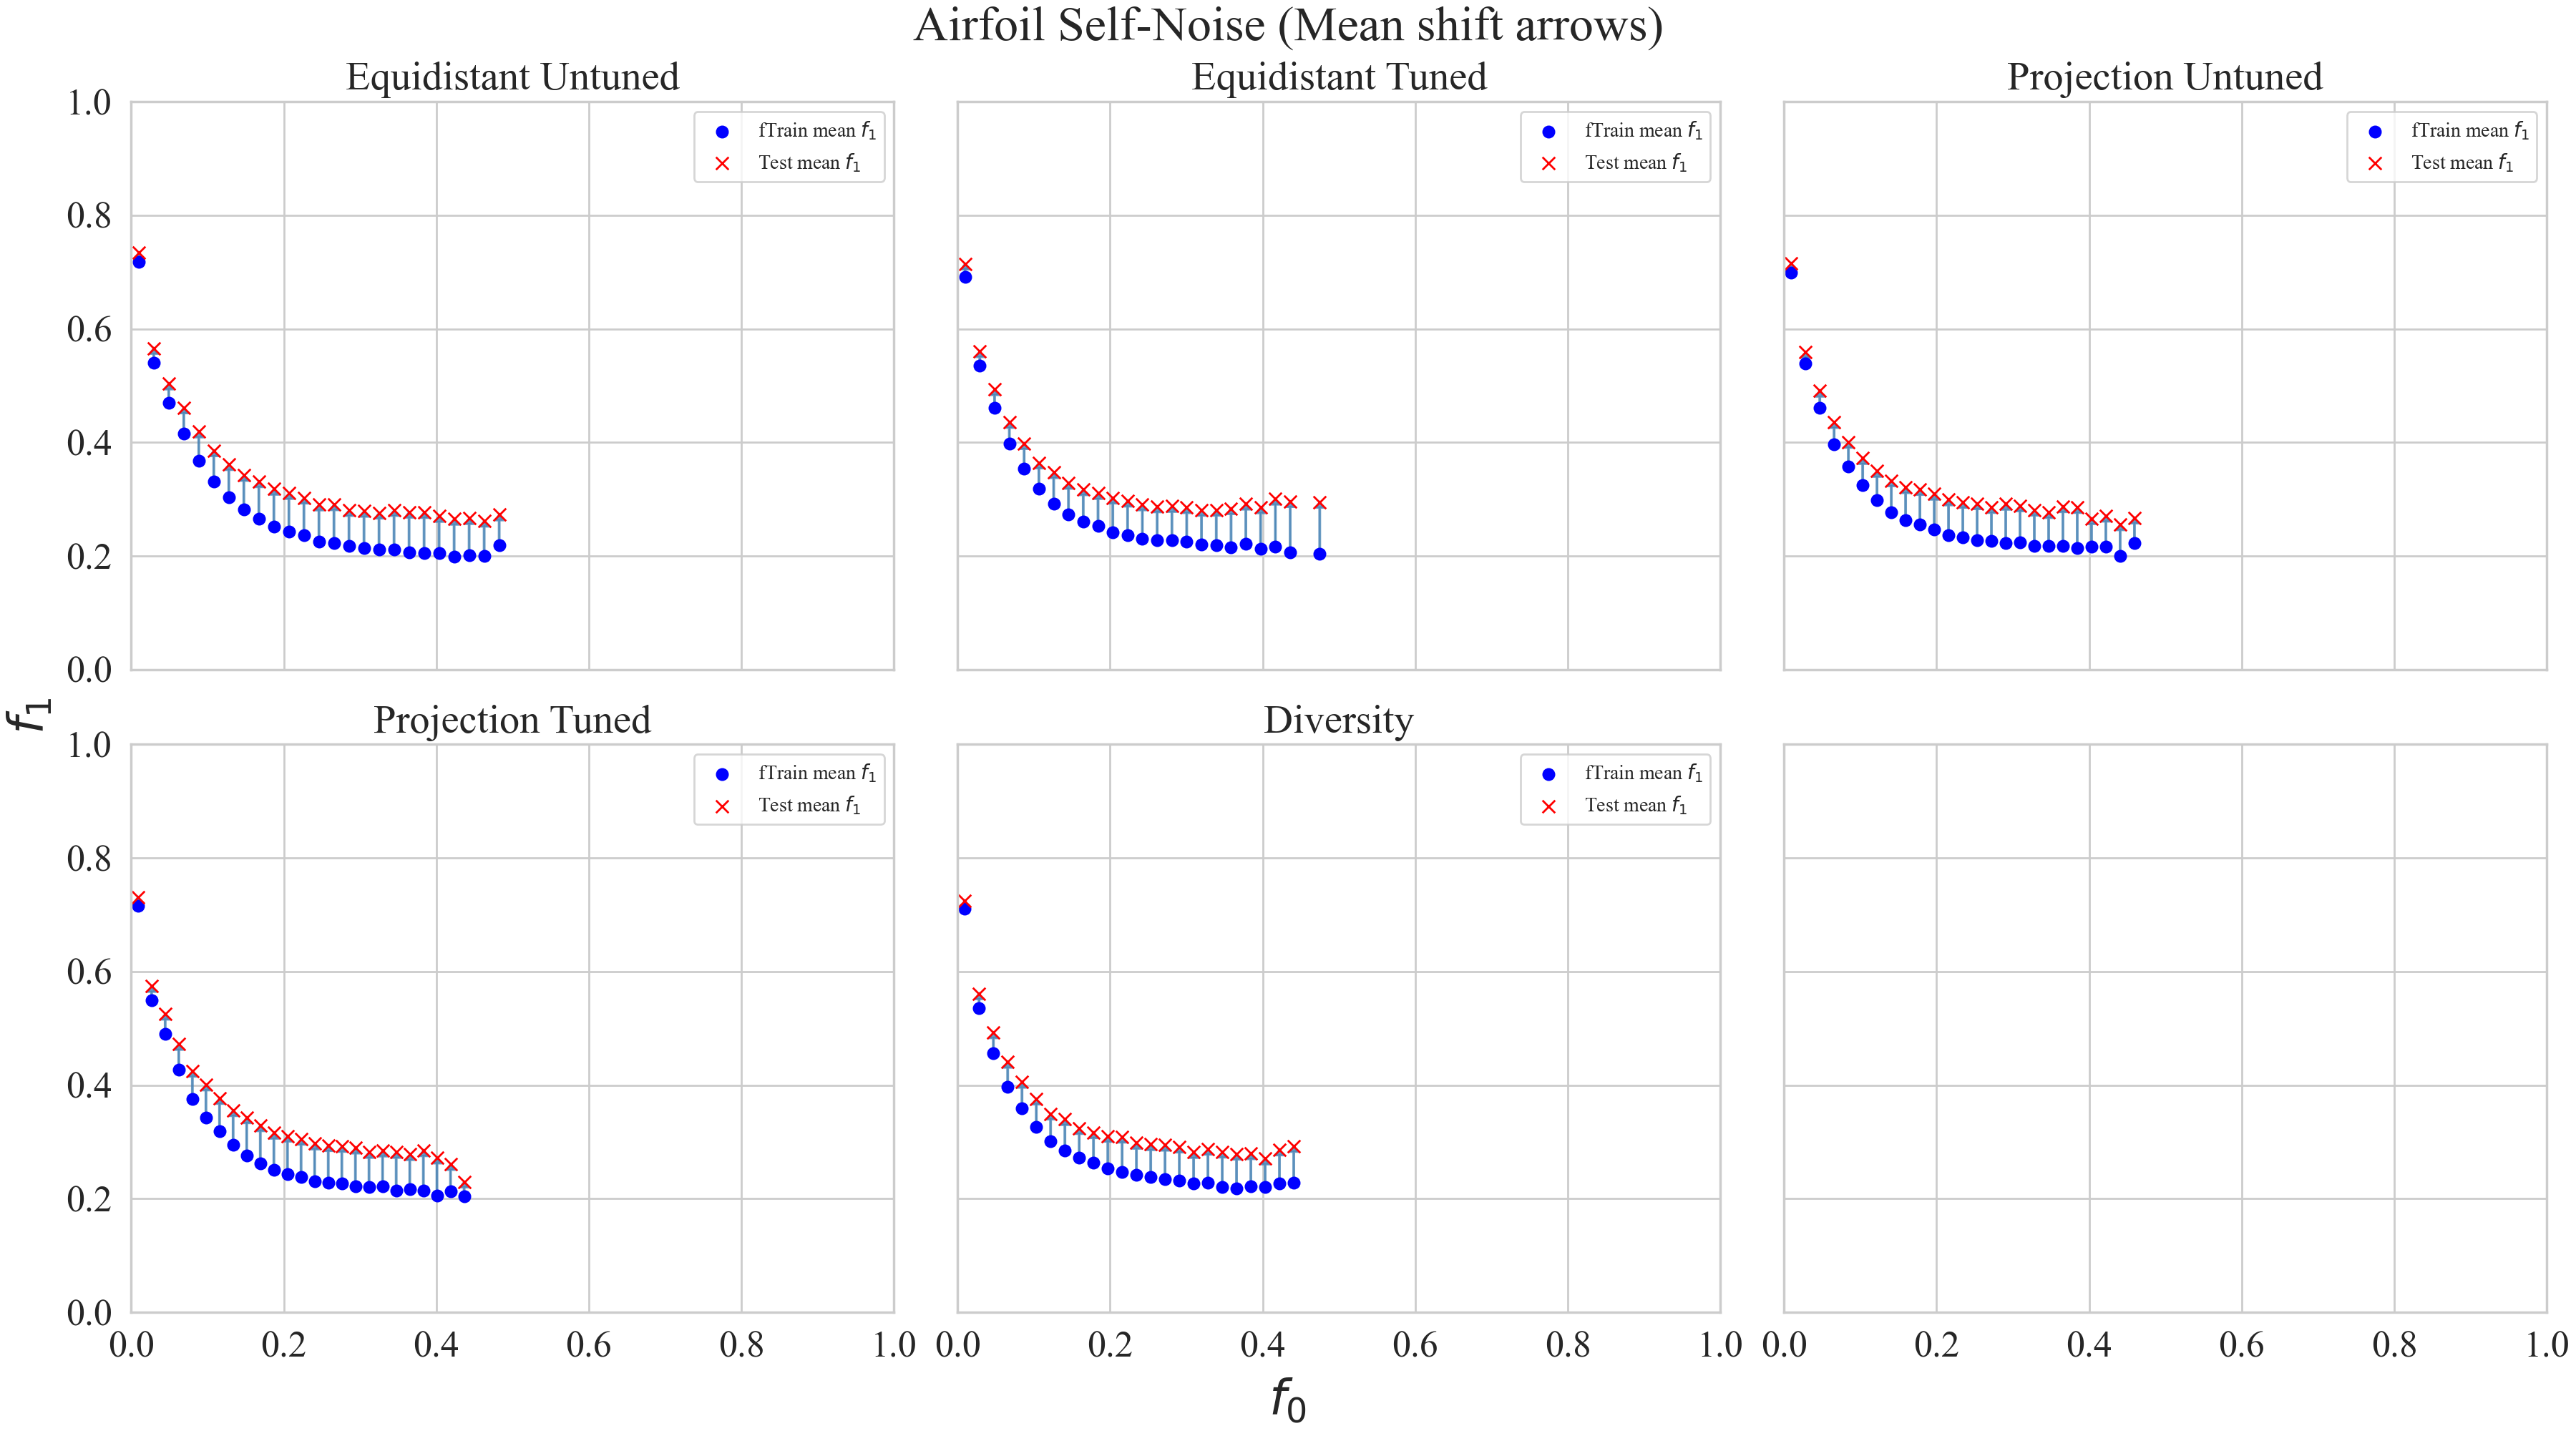 Airfoil Self-Noise (Mean shift arrows)
Equidistant Untuned
1.0
0.8
0.6
0.4
0.2
0.0
fTrain mean f₁
Test mean f₁
Equidistant Tuned
fTrain mean f₁
Test mean f₁
Projection Untuned
fTrain mean f₁
Test mean f₁
f₁
Projection Tuned
1.0
0.8
0.6
0.4
0.2
0.0
fTrain mean f₁
Test mean f₁
0.0 0.2 0.4 0.6 0.8 1.0
Diversity
fTrain mean f₁
Test mean f₁
0.0 0.2 0.4 0.6 0.8 1.0
0.0 0.2 0.4 0.6 0.8 1.0
f₀